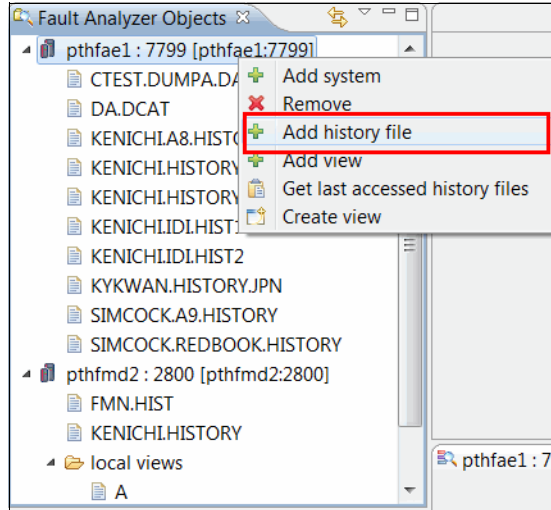 Fault Analyzer Objects
pthfae1 : 7799 [pthfae1:7799]
CTEST.DUMPA.DA
DA.DCAT
KENICHI.A8.HISTO
KENICHI.HISTORY
KENICHI.HISTORY
KENICHI.IDI.HIST1
KENICHI.IDI.HIST2
KYKWAN.HISTORY.JPN
SIMCOCK.A9.HISTORY
SIMCOCK.REDBOOK.HISTORY
pthfmd2 : 2800 [pthfmd2:2800]
FMN.HIST
KENICHI.HISTORY
local views
A
Add system
Remove
Add history file
Add view
Get last accessed history files
Create view
pthfae1 : 7